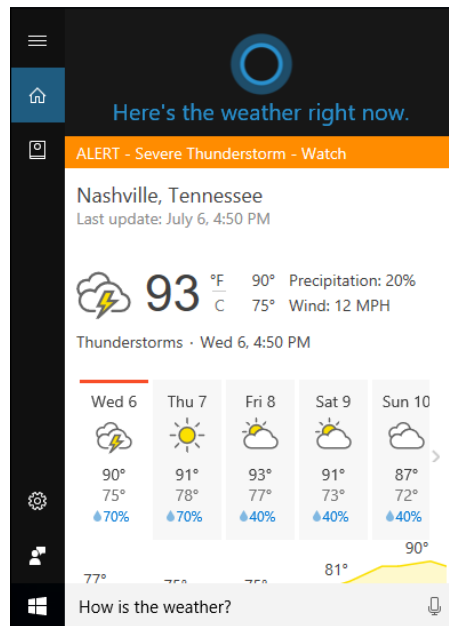 Here's the weather right now.
ALERT - Severe Thunderstorm - Watch
Nashville, Tennessee
Last update: July 6, 4:50 PM
93 °F 90° Precipitation: 20%
C 75° Wind: 12 MPH
Thunderstorms · Wed 6, 4:50 PM
Wed 6 Thu 7 Fri 8 Sat 9 Sun 10
90° 91° 93° 91° 87°
75° 78° 77° 73° 72°
70% 70% 40% 40% 40%
90°
81°
77° 75° 75°
How is the weather?